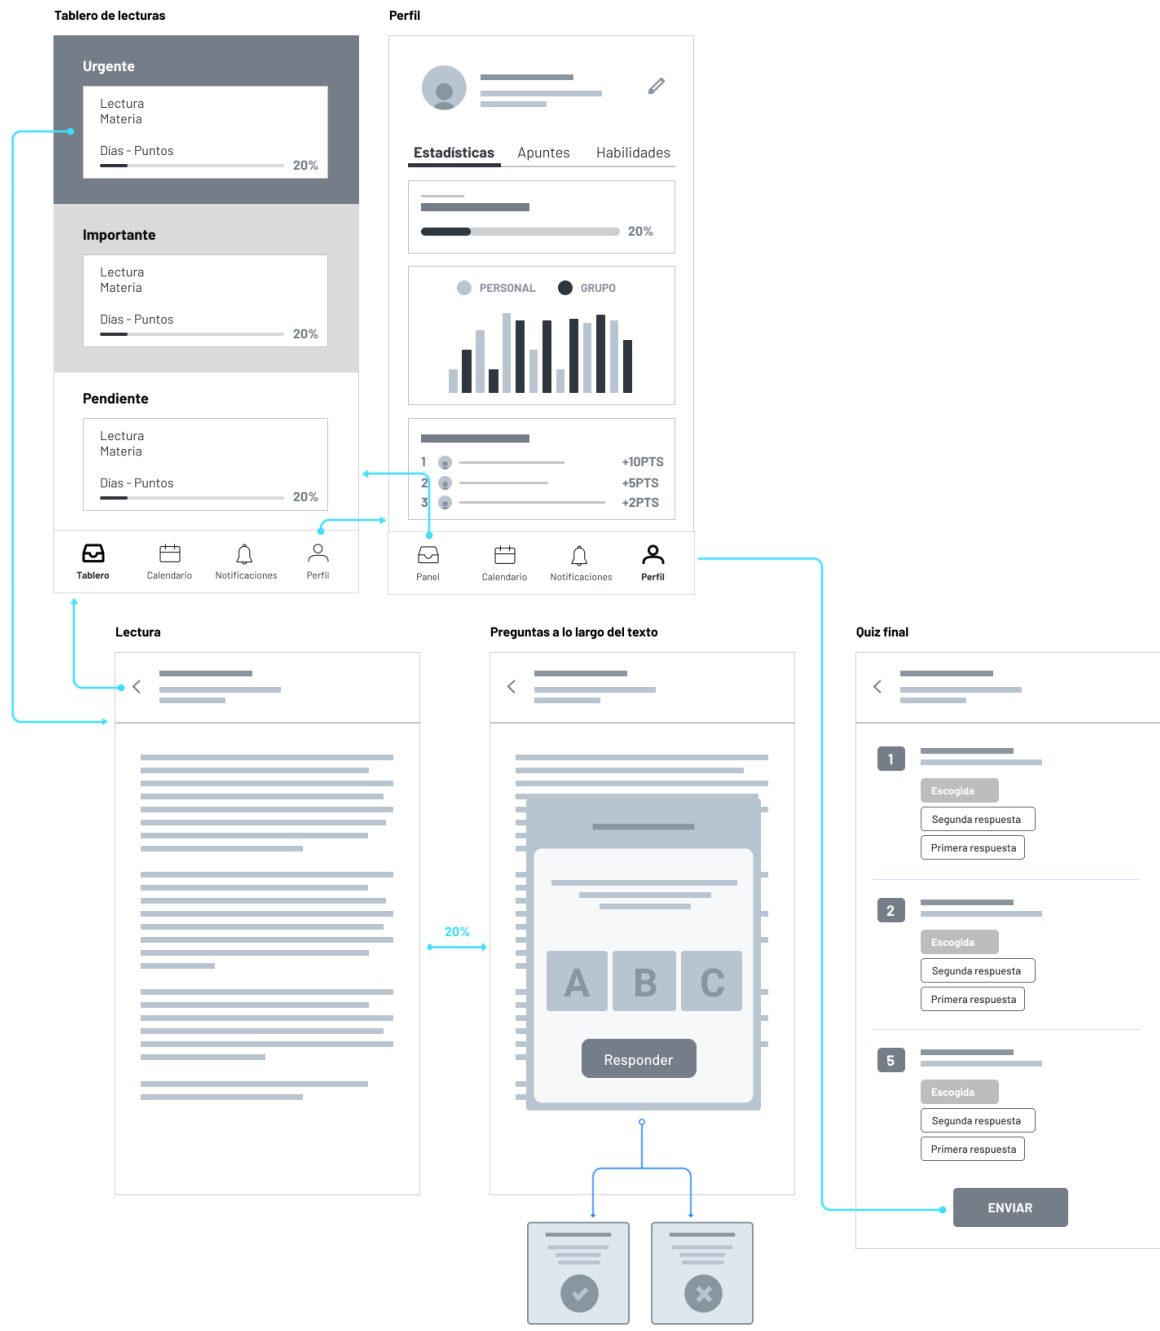 Tablero de lecturas
Urgente
Lectura
Materia
Días - Puntos
20%
Importante
Lectura
Materia
Días - Puntos
20%
Pendiente
Lectura
Materia
Días - Puntos
20%
Tablero
Calendario
Notificaciones
Perfil
Perfil
Estadísticas
Apuntes
Habilidades
20%
PERSONAL
GRUPO
1
+10PTS
2
+5PTS
3
+2PTS
Panel
Calendario
Notificaciones
Perfil
Lectura
20%
Preguntas a lo largo del texto
A B C
Responder
Quiz final
1
Escogida
Segunda respuesta
Primera respuesta
2
Escogida
Segunda respuesta
Primera respuesta
5
Escogida
Segunda respuesta
Primera respuesta
ENVIAR